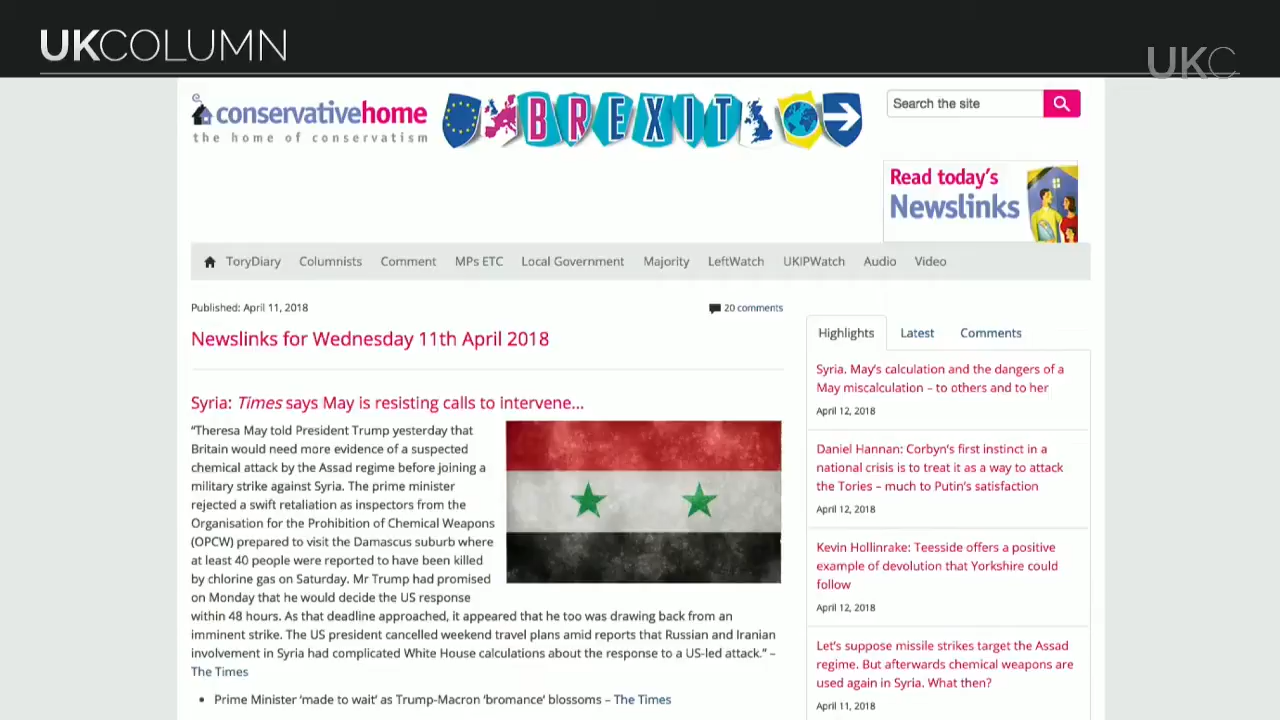 UKCOLUMN
UKC
conservativehome
the home of conservatism
BREXIT
Search the site
Read today's
Newslinks
ToryDiary Columnists Comment MPs ETC Local Government Majority LeftWatch UKIPWatch Audio Video
Published: April 11, 2018
20 comments
Newslinks for Wednesday 11th April 2018
Syria: Times says May is resisting calls to intervene…
“Theresa May told President Trump yesterday that
Britain would need more evidence of a suspected
chemical attack by the Assad regime before joining a
military strike against Syria. The prime minister
rejected a swift retaliation as inspectors from the
Organisation for the Prohibition of Chemical Weapons
(OPCW) prepared to visit the Damascus suburb where
at least 40 people were reported to have been killed
by chlorine gas on Saturday. Mr Trump had promised
on Monday that he would decide the US response
within 48 hours. As that deadline approached, it appeared that he too was drawing back from an
imminent strike. The US president cancelled weekend travel plans amid reports that Russian and Iranian
involvement in Syria had complicated White House calculations about the response to a US-led attack.” –
The Times
• Prime Minister ‘made to wait’ as Trump-Macron ‘bromance’ blossoms – The Times
Highlights Latest Comments
Syria. May’s calculation and the dangers of a
May miscalculation – to others and to her
April 12, 2018
Daniel Hannan: Corbyn’s first instinct in a
national crisis is to treat it as a way to attack
the Tories – much to Putin’s satisfaction
April 12, 2018
Kevin Hollinrake: Teesside offers a positive
example of devolution that Yorkshire could
follow
April 12, 2018
Let’s suppose missile strikes target the Assad
regime. But afterwards chemical weapons are
used again in Syria. What then?
April 11, 2018